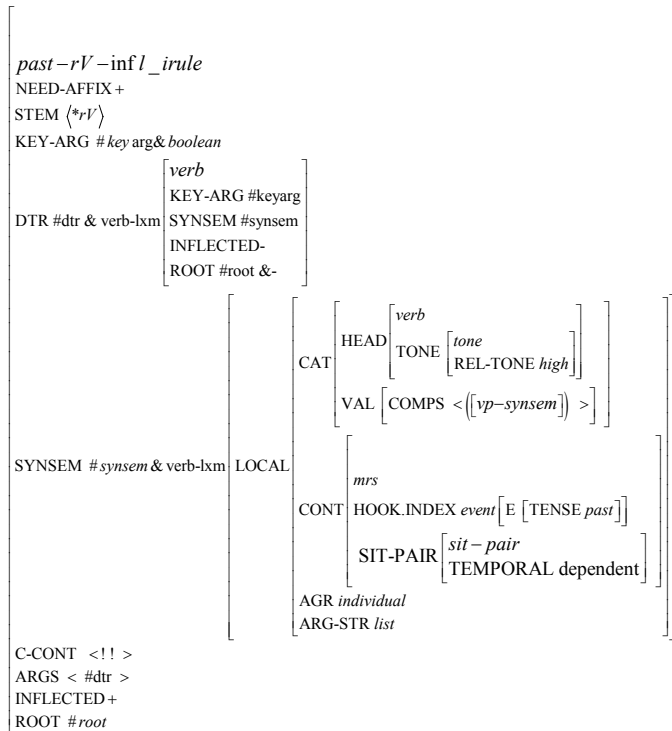 past−rV−infl_irule
NEED-AFFIX +
STEM ⟨*rV⟩
KEY-ARG #key arg& boolean
DTR #dtr & verb-lxm
verb
KEY-ARG #keyarg
SYNSEM #synsem
INFLECTED-
ROOT #root &-
SYNSEM #synsem & verb-lxm
LOCAL
CAT
HEAD
verb
TONE
tone
REL-TONE high
VAL [COMPS <([vp−synsem]) >]
CONT
mrs
HOOK.INDEX event[E [TENSE past]]
SIT-PAIR
sit−pair
TEMPORAL dependent
AGR individual
ARG-STR list
C-CONT <! ! >
ARGS < #dtr >
INFLECTED +
ROOT #root